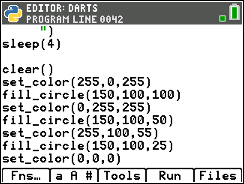 EDITOR: DARTS
PROGRAM LINE 0042
")
sleep(4)
clear()
set_color(255,0,255)
fill_circle(150,100,100)
set_color(0,255,255)
fill_circle(150,100,50)
set_color(255,100,55)
fill_circle(150,100,25)
set_color(0,0,0)
Fns… a A # Tools Run Files